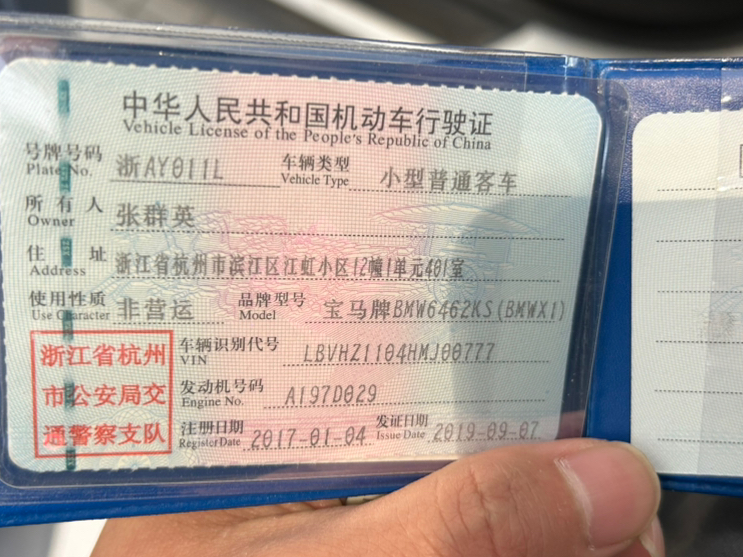 中华人民共和国机动车行驶证
Vehicle License of the People's Republic of China
号牌号码 浙AY011L 车辆类型 小型普通客车
Plate No. Vehicle Type
所有人 张群英
Owner
住址 浙江省杭州市滨江区江虹小区12幢1单元401室
Address
使用性质 非营运 品牌型号 宝马牌BMW6462KS(BMWX1)
Use Character Model
浙江省杭州
市公安局交
通警察支队
车辆识别代号 LBVHZ1104HMJ00777
VIN
发动机号码 A197D029
Engine No.
注册日期 2017-01-04 发证日期 2019-09-07
Register Date Issue Date